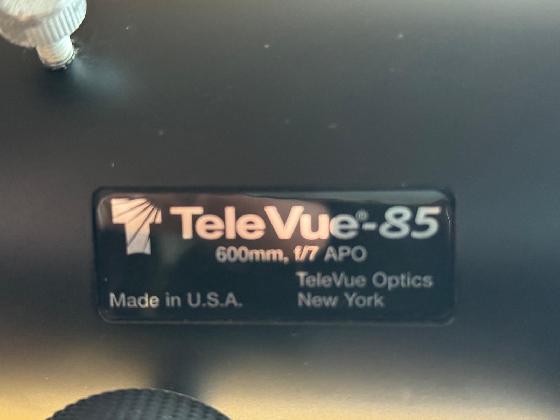 TeleVue®-85
600mm, f/7 APO
TeleVue Optics
Made in U.S.A. New York